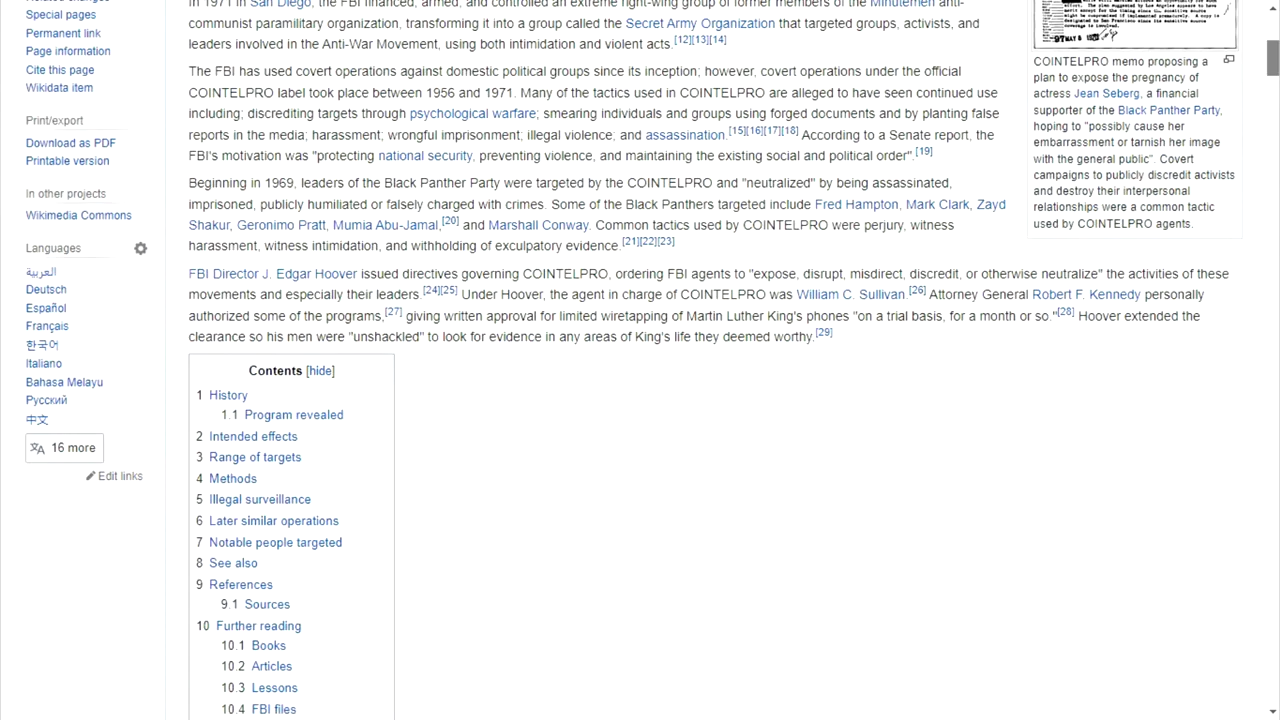 Special pages
Permanent link
Page information
Cite this page
Wikidata item
Print/export
Download as PDF
Printable version
In other projects
Wikimedia Commons
Languages
العربية
Deutsch
Español
Français
한국어
Italiano
Bahasa Melayu
Русский
中文
16 more
Edit links
In 1971 in San Diego, the FBI financed, armed, and controlled an extreme right-wing group of former members of the Minutemen anti-
communist paramilitary organization, transforming it into a group called the Secret Army Organization that targeted groups, activists, and
leaders involved in the Anti-War Movement, using both intimidation and violent acts.[12][13][14]
The FBI has used covert operations against domestic political groups since its inception; however, covert operations under the official
COINTELPRO label took place between 1956 and 1971. Many of the tactics used in COINTELPRO are alleged to have seen continued use
including; discrediting targets through psychological warfare; smearing individuals and groups using forged documents and by planting false
reports in the media; harassment; wrongful imprisonment; illegal violence; and assassination.[15][16][17][18] According to a Senate report, the
FBI's motivation was "protecting national security, preventing violence, and maintaining the existing social and political order".[19]
Beginning in 1969, leaders of the Black Panther Party were targeted by the COINTELPRO and "neutralized" by being assassinated,
imprisoned, publicly humiliated or falsely charged with crimes. Some of the Black Panthers targeted include Fred Hampton, Mark Clark, Zayd
Shakur, Geronimo Pratt, Mumia Abu-Jamal,[20] and Marshall Conway. Common tactics used by COINTELPRO were perjury, witness
harassment, witness intimidation, and withholding of exculpatory evidence.[21][22][23]
FBI Director J. Edgar Hoover issued directives governing COINTELPRO, ordering FBI agents to "expose, disrupt, misdirect, discredit, or otherwise neutralize" the activities of these
movements and especially their leaders.[24][25] Under Hoover, the agent in charge of COINTELPRO was William C. Sullivan.[26] Attorney General Robert F. Kennedy personally
authorized some of the programs,[27] giving written approval for limited wiretapping of Martin Luther King's phones "on a trial basis, for a month or so."[28] Hoover extended the
clearance so his men were "unshackled" to look for evidence in any areas of King's life they deemed worthy.[29]
COINTELPRO memo proposing a
plan to expose the pregnancy of
actress Jean Seberg, a financial
supporter of the Black Panther Party,
hoping to "possibly cause her
embarrassment or tarnish her image
with the general public". Covert
campaigns to publicly discredit activists
and destroy their interpersonal
relationships were a common tactic
used by COINTELPRO agents.
Contents [hide]
1 History
1.1 Program revealed
2 Intended effects
3 Range of targets
4 Methods
5 Illegal surveillance
6 Later similar operations
7 Notable people targeted
8 See also
9 References
9.1 Sources
10 Further reading
10.1 Books
10.2 Articles
10.3 Lessons
10.4 FBI files